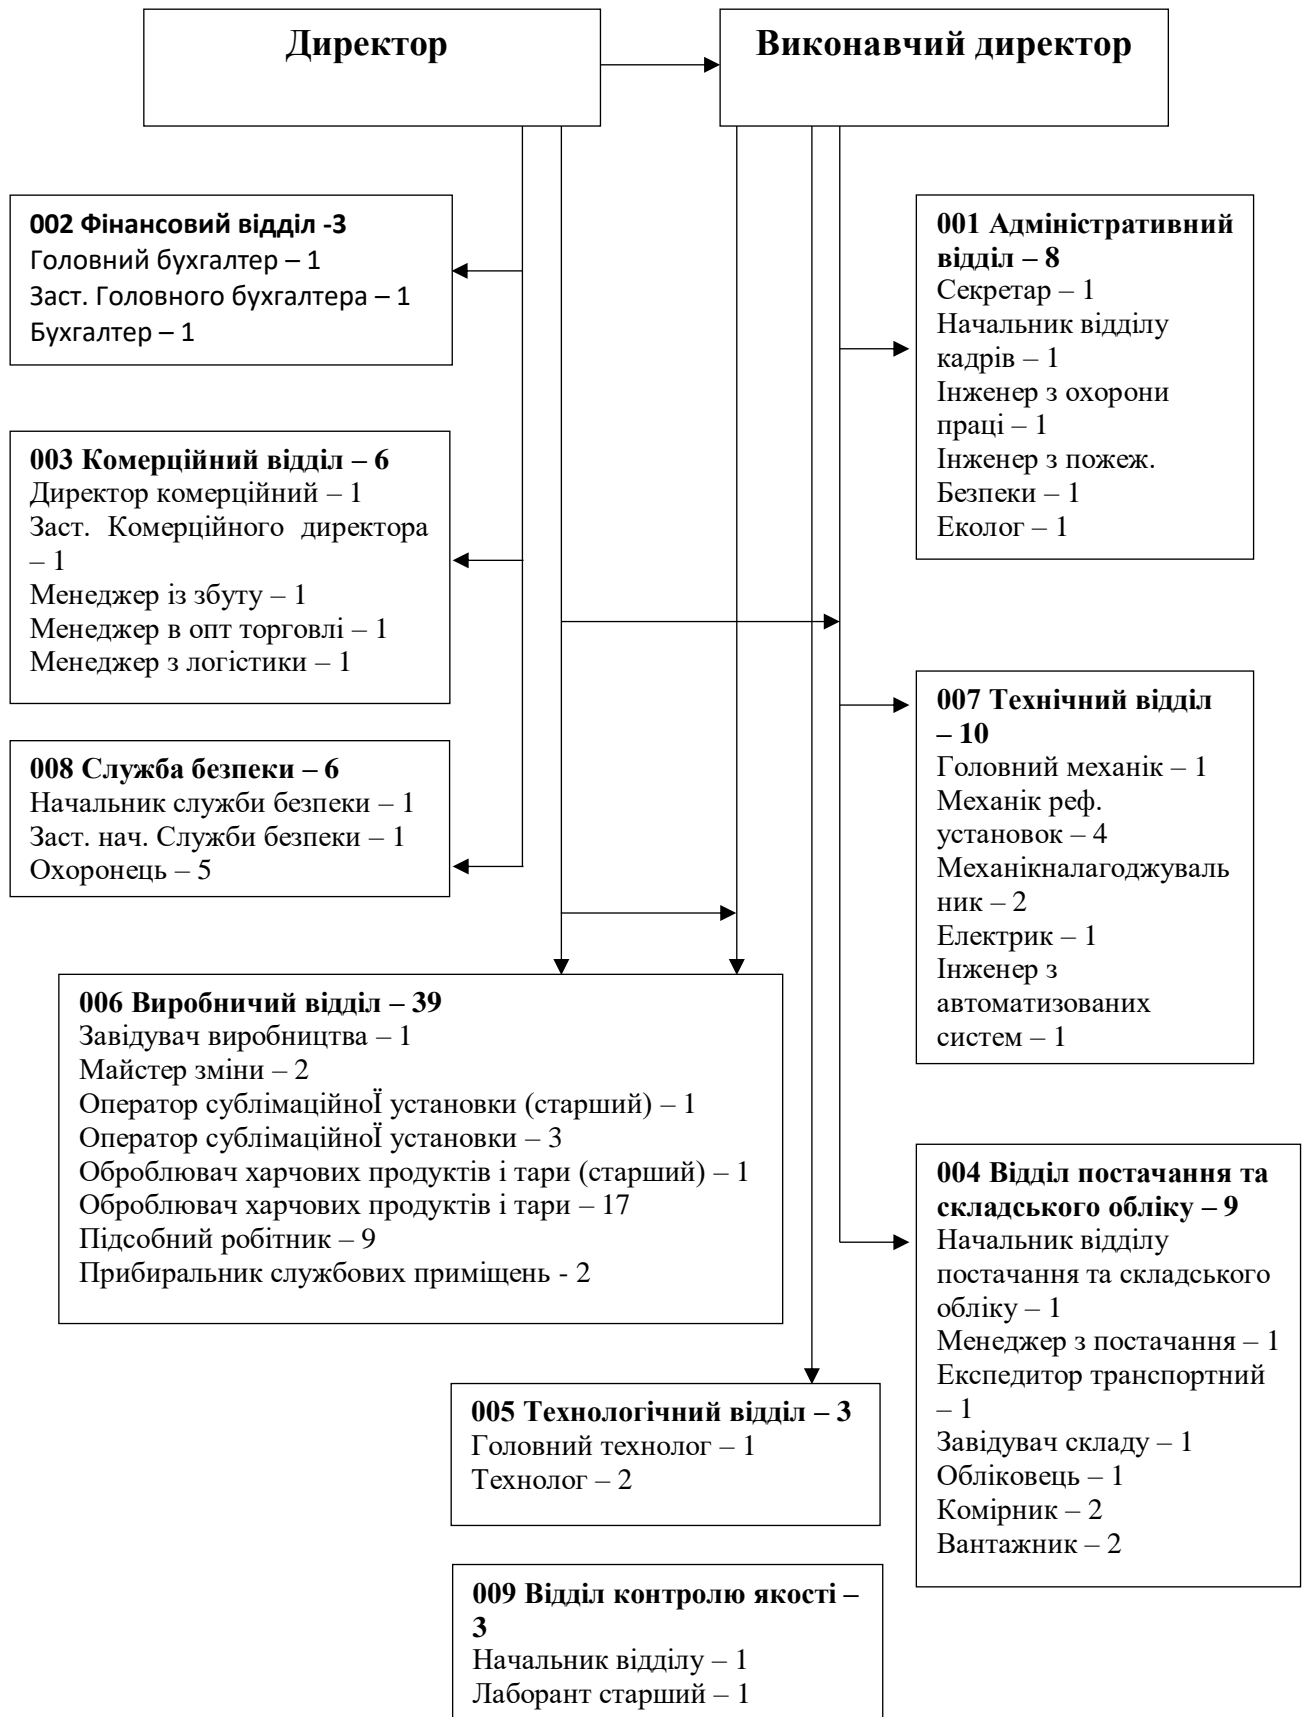 Директор
Виконавчий директор
002 Фінансовий відділ -3
Головний бухгалтер – 1
Заст. Головного бухгалтера – 1
Бухгалтер – 1
003 Комерційний відділ – 6
Директор комерційний – 1
Заст. Комерційного директора
– 1
Менеджер із збуту – 1
Менеджер в опт торговлі – 1
Менеджер з логістики – 1
008 Служба безпеки – 6
Начальник служби безпеки – 1
Заст. нач. Служби безпеки – 1
Охоронець – 5
001 Адміністративний
відділ – 8
Секретар – 1
Начальник відділу
кадрів – 1
Інженер з охорони
праці – 1
Інженер з пожеж.
Безпеки – 1
Еколог – 1
007 Технічний відділ
– 10
Головний механік – 1
Механік реф.
установок – 4
Механікналагоджуваль
ник – 2
Електрик – 1
Інженер з
автоматизованих
систем – 1
006 Виробничий відділ – 39
Завідувач виробництва – 1
Майстер зміни – 2
Оператор сублімаційноЇ установки (старший) – 1
Оператор сублімаційноЇ установки – 3
Оброблювач харчових продуктів і тари (старший) – 1
Оброблювач харчових продуктів і тари – 17
Підсобний робітник – 9
Прибиральник службових приміщень - 2
004 Відділ постачання та
складського обліку – 9
Начальник відділу
постачання та складського
обліку – 1
Менеджер з постачання – 1
Експедитор транспортний
– 1
Завідувач складу – 1
Обліковець – 1
Комірник – 2
Вантажник – 2
005 Технологічний відділ – 3
Головний технолог – 1
Технолог – 2
009 Відділ контролю якості –
3
Начальник відділу – 1
Лаборант старший – 1